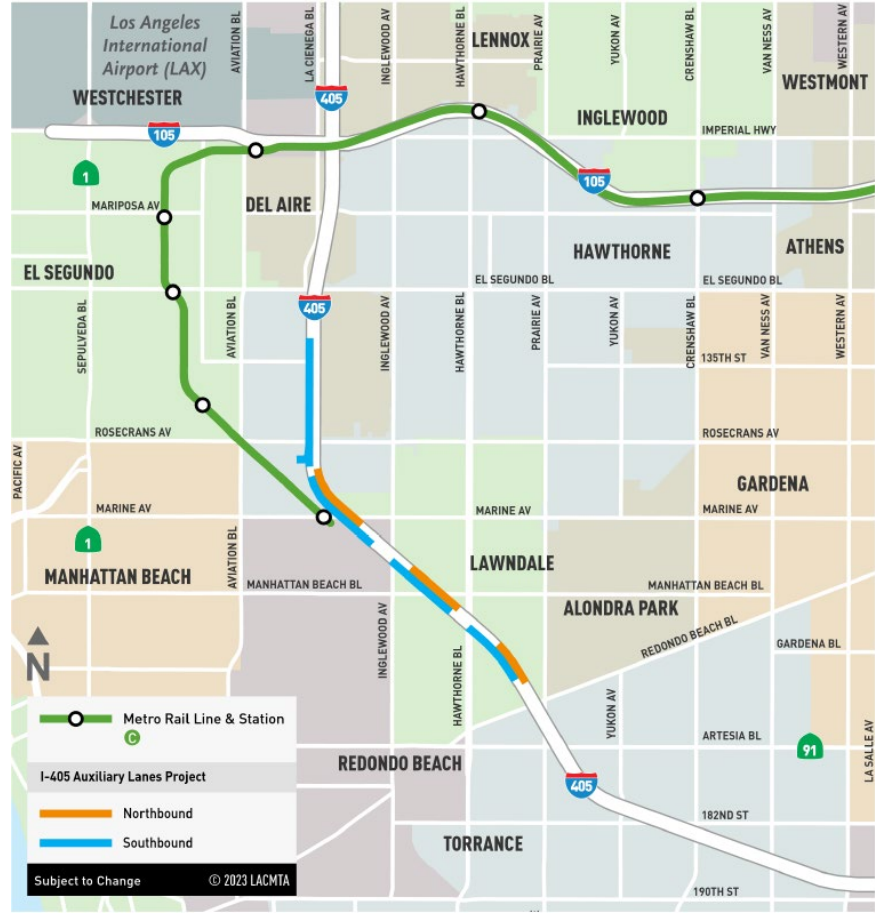 Los Angeles
International
Airport (LAX)
AVIATION BL
LA CIENEGA BL
INGLEWOOD AV
HAWTHORNE BL
LENNOX
PRAIRIE AV
YUKON AV
CRENSHAW BL
VAN NESS AV
WESTERN AV
WESTMONT
WESTCHESTER
405
105
INGLEWOOD
IMPERIAL HWY
1
105
MARIPOSA AV
DEL AIRE
HAWTHORNE
ATHENS
EL SEGUNDO
EL SEGUNDO BL
EL SEGUNDO BL
405
SEPULVEDA BL
AVIATION BL
INGLEWOOD AV
HAWTHORNE BL
PRAIRIE AV
YUKON AV
CRENSHAW BL
VAN NESS AV
WESTERN AV
135TH ST
ROSECRANS AV
ROSECRANS AV
PACIFIC AV
GARDENA
MARINE AV
MARINE AV
MARINE AV
1
AVIATION BL
LAWNDALE
MANHATTAN BEACH
MANHATTAN BEACH BL
MANHATTAN BEACH BL
ALONDRA PARK
REDONDO BEACH BL
GARDENA BL
N
INGLEWOOD AV
HAWTHORNE BL
YUKON AV
LA SALLE AV
ARTESIA BL
91
REDONDO BEACH
405
182ND ST
TORRANCE
190TH ST
Metro Rail Line & Station
C
I-405 Auxiliary Lanes Project
Northbound
Southbound
Subject to Change © 2023 LACMTA